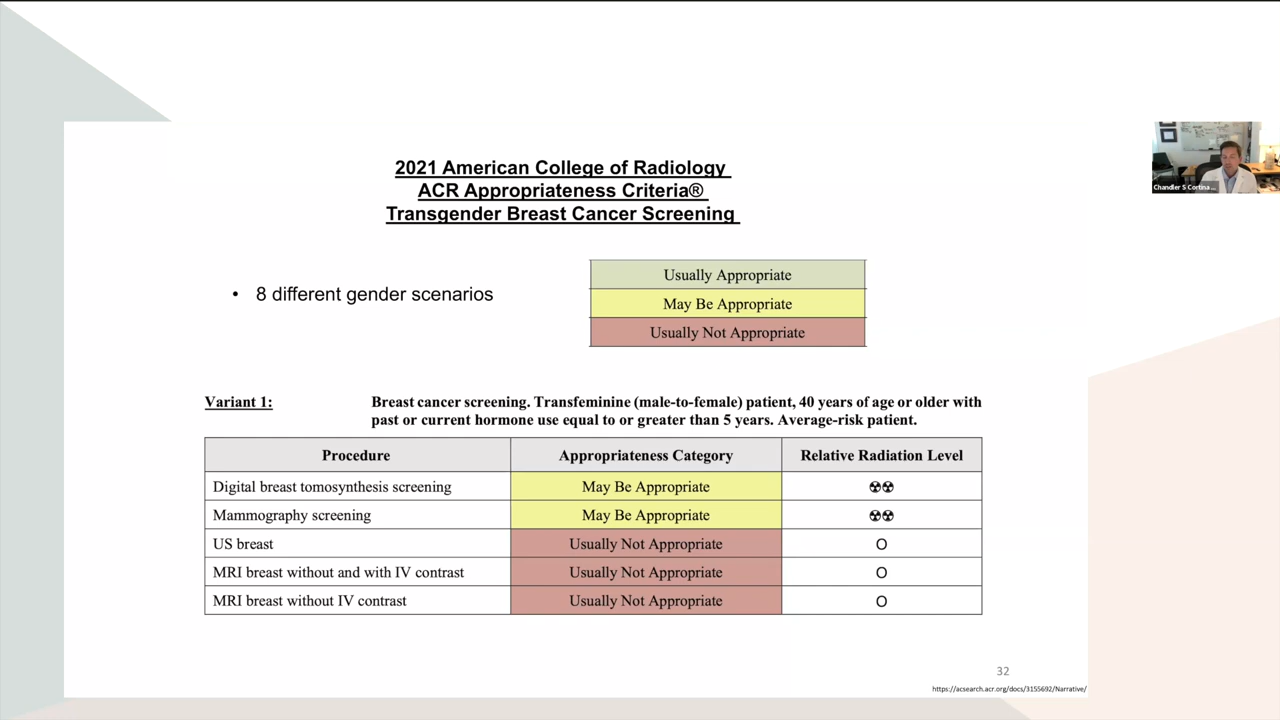 2021 American College of Radiology
ACR Appropriateness Criteria®
Transgender Breast Cancer Screening
• 8 different gender scenarios
Usually Appropriate
May Be Appropriate
Usually Not Appropriate
Variant 1: Breast cancer screening. Transfeminine (male-to-female) patient, 40 years of age or older with
past or current hormone use equal to or greater than 5 years. Average-risk patient.
Procedure Appropriateness Category Relative Radiation Level
Digital breast tomosynthesis screening May Be Appropriate ☢☢
Mammography screening May Be Appropriate ☢☢
US breast Usually Not Appropriate O
MRI breast without and with IV contrast Usually Not Appropriate O
MRI breast without IV contrast Usually Not Appropriate O
32
https://acsearch.acr.org/docs/3155692/Narrative/
Chandler S Cortina ...